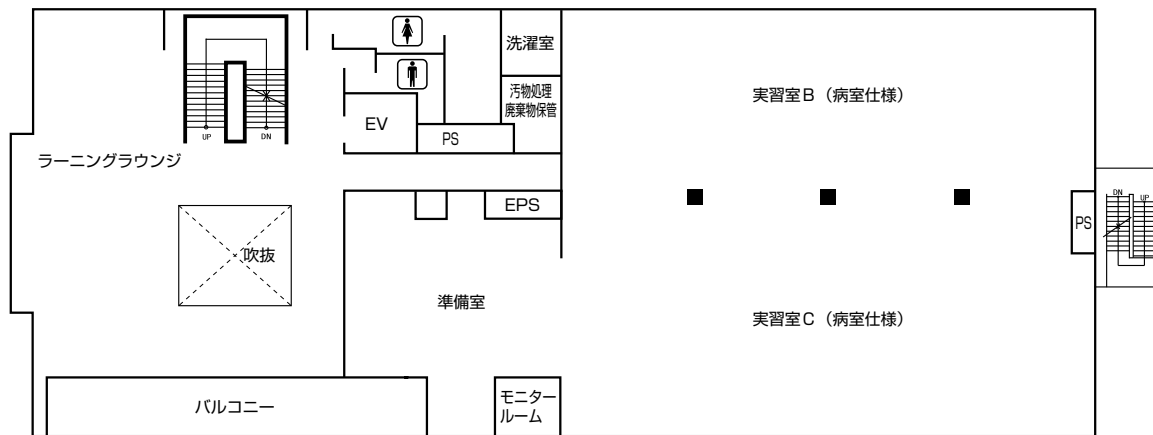 洗濯室
汚物処理
廃棄物保管
実習室B（病室仕様）
EV
PS
UP
DN
ラーニングラウンジ
EPS
DN
UP
PS
吹抜
準備室
実習室C（病室仕様）
バルコニー
モニター
ルーム